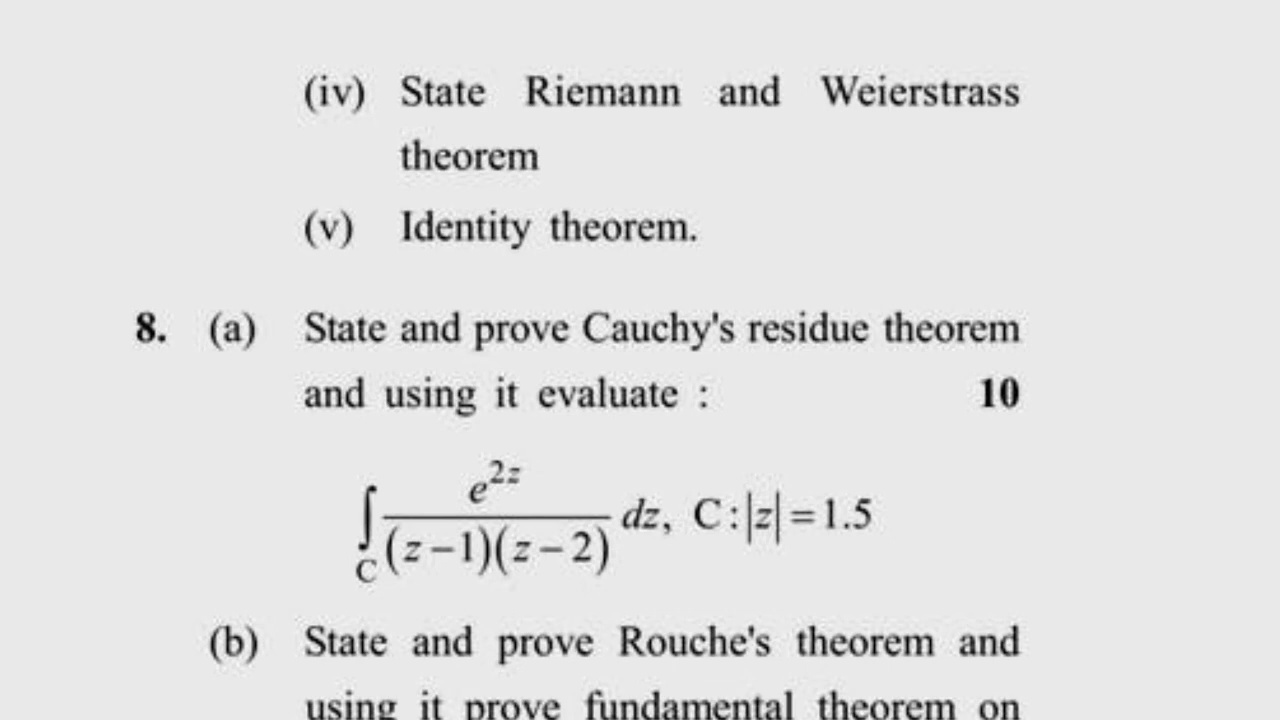 (iv) State Riemann and Weierstrass
theorem
(v) Identity theorem.
8. (a) State and prove Cauchy's residue theorem
and using it evaluate : 10
∫_C e^{2z}/((z−1)(z−2)) dz, C:|z|=1.5
(b) State and prove Rouche's theorem and
using it prove fundamental theorem on